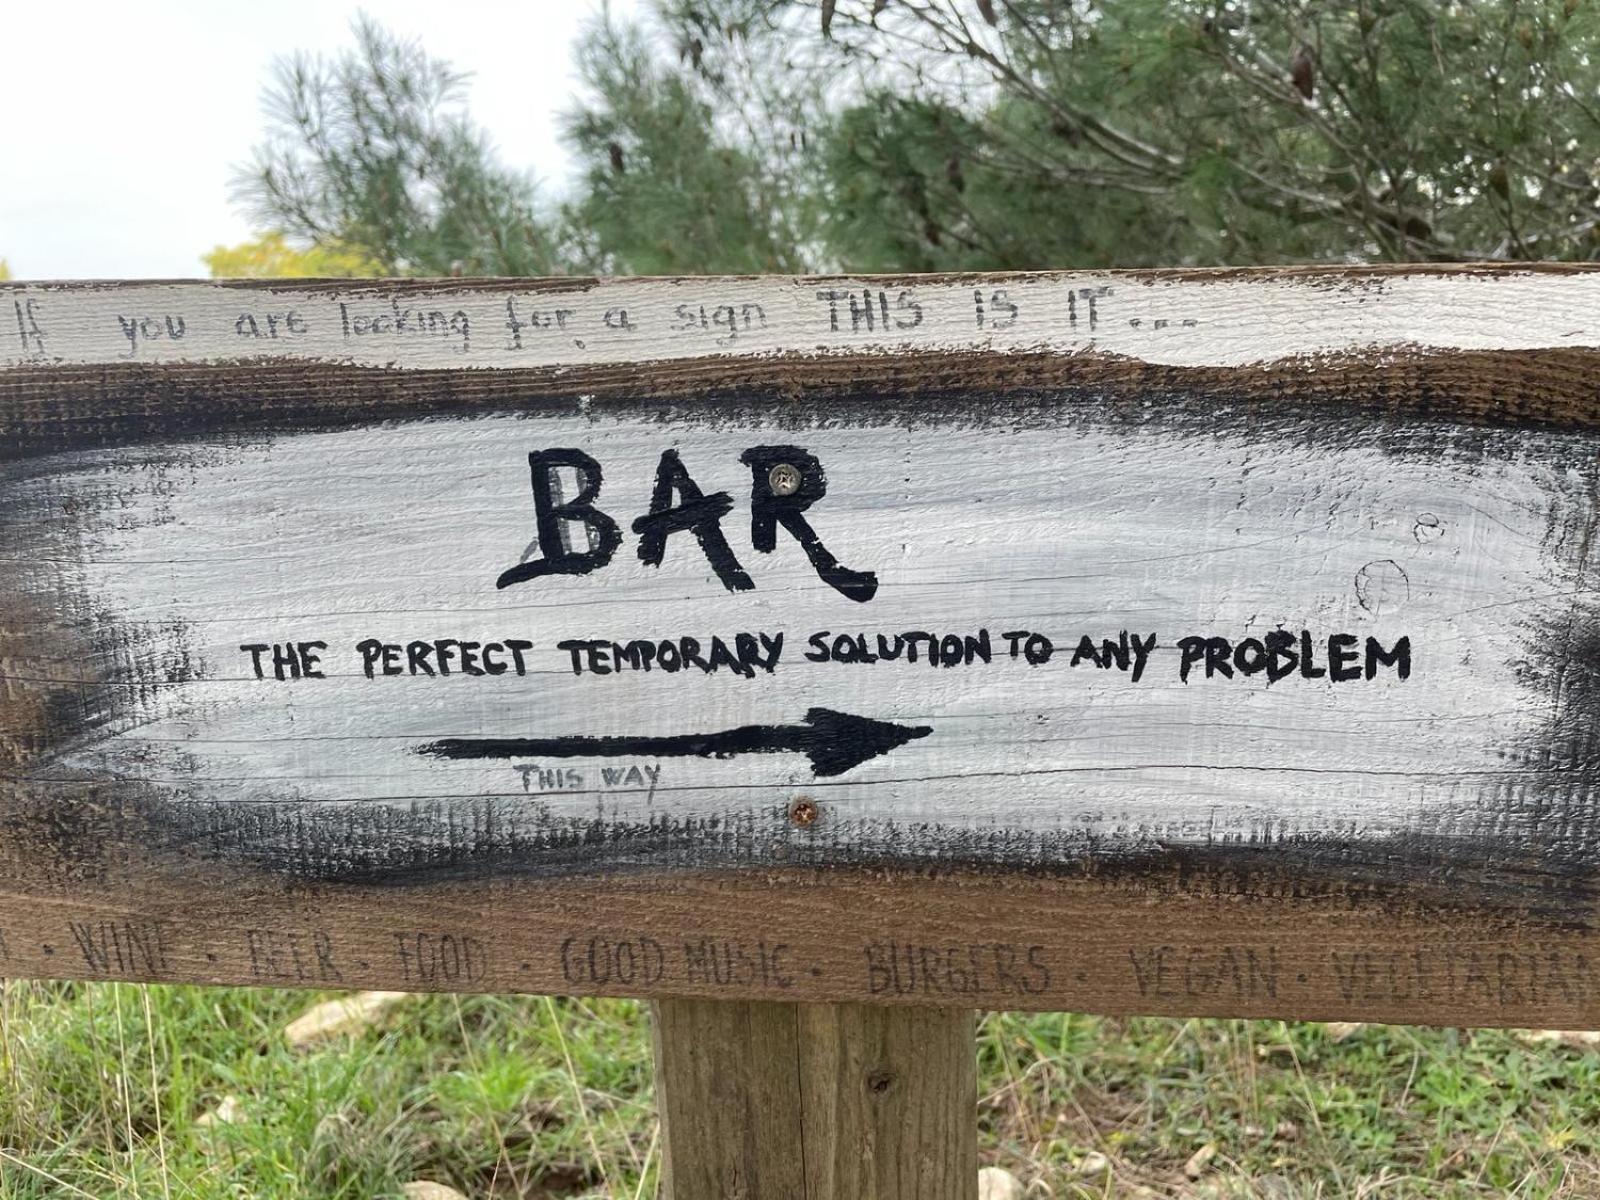 If you are looking for a sign THIS IS IT...
BAR
THE PERFECT TEMPORARY SOLUTION TO ANY PROBLEM
THIS WAY
· WINE · BEER · FOOD · GOOD MUSIC · BURGERS · VEGAN · VEGETARIAN